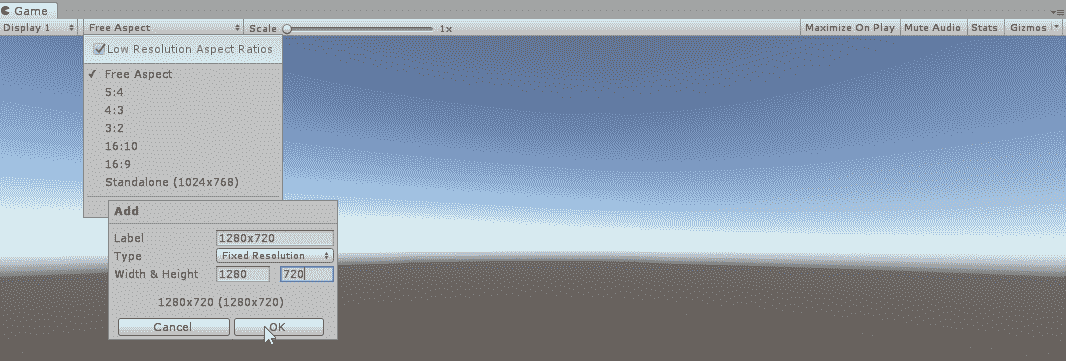 Game
Display 1 Free Aspect Scale 1x Maximize On Play Mute Audio Stats Gizmos
Low Resolution Aspect Ratios
Free Aspect
5:4
4:3
3:2
16:10
16:9
Standalone (1024x768)
Add
Label 1280x720
Type Fixed Resolution
Width & Height 1280 720
1280x720 (1280x720)
Cancel OK